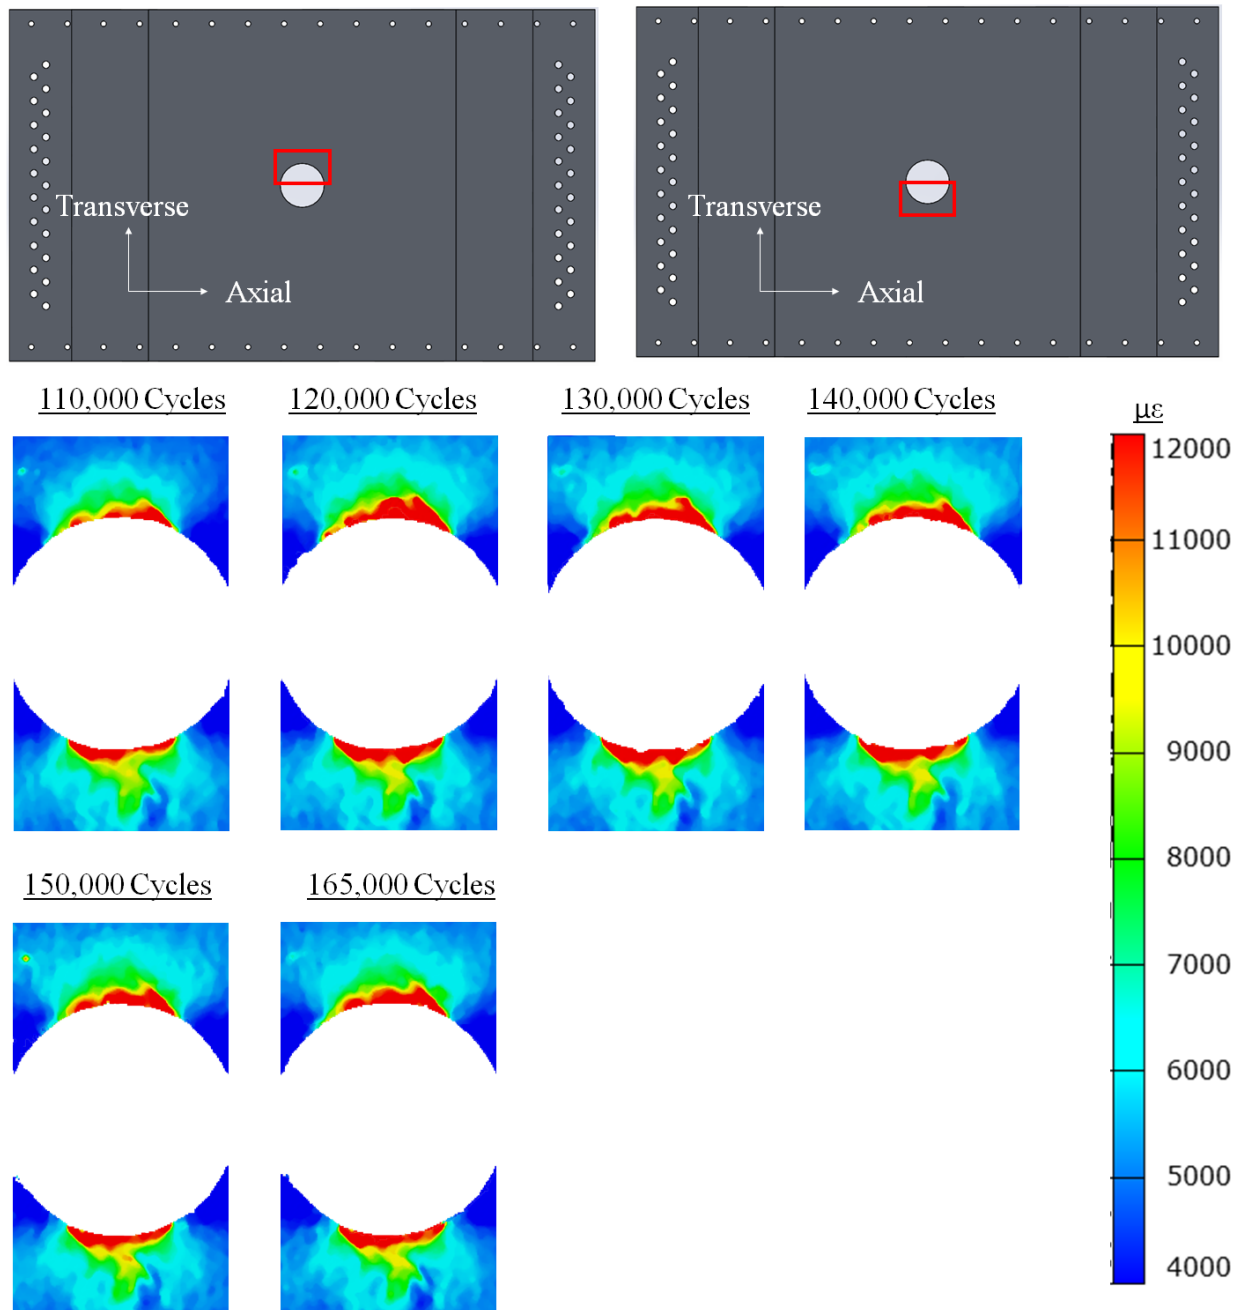 Transverse
Axial
Transverse
Axial
110,000 Cycles
120,000 Cycles
130,000 Cycles
140,000 Cycles
με
12000
11000
10000
9000
8000
7000
6000
5000
4000
150,000 Cycles
165,000 Cycles